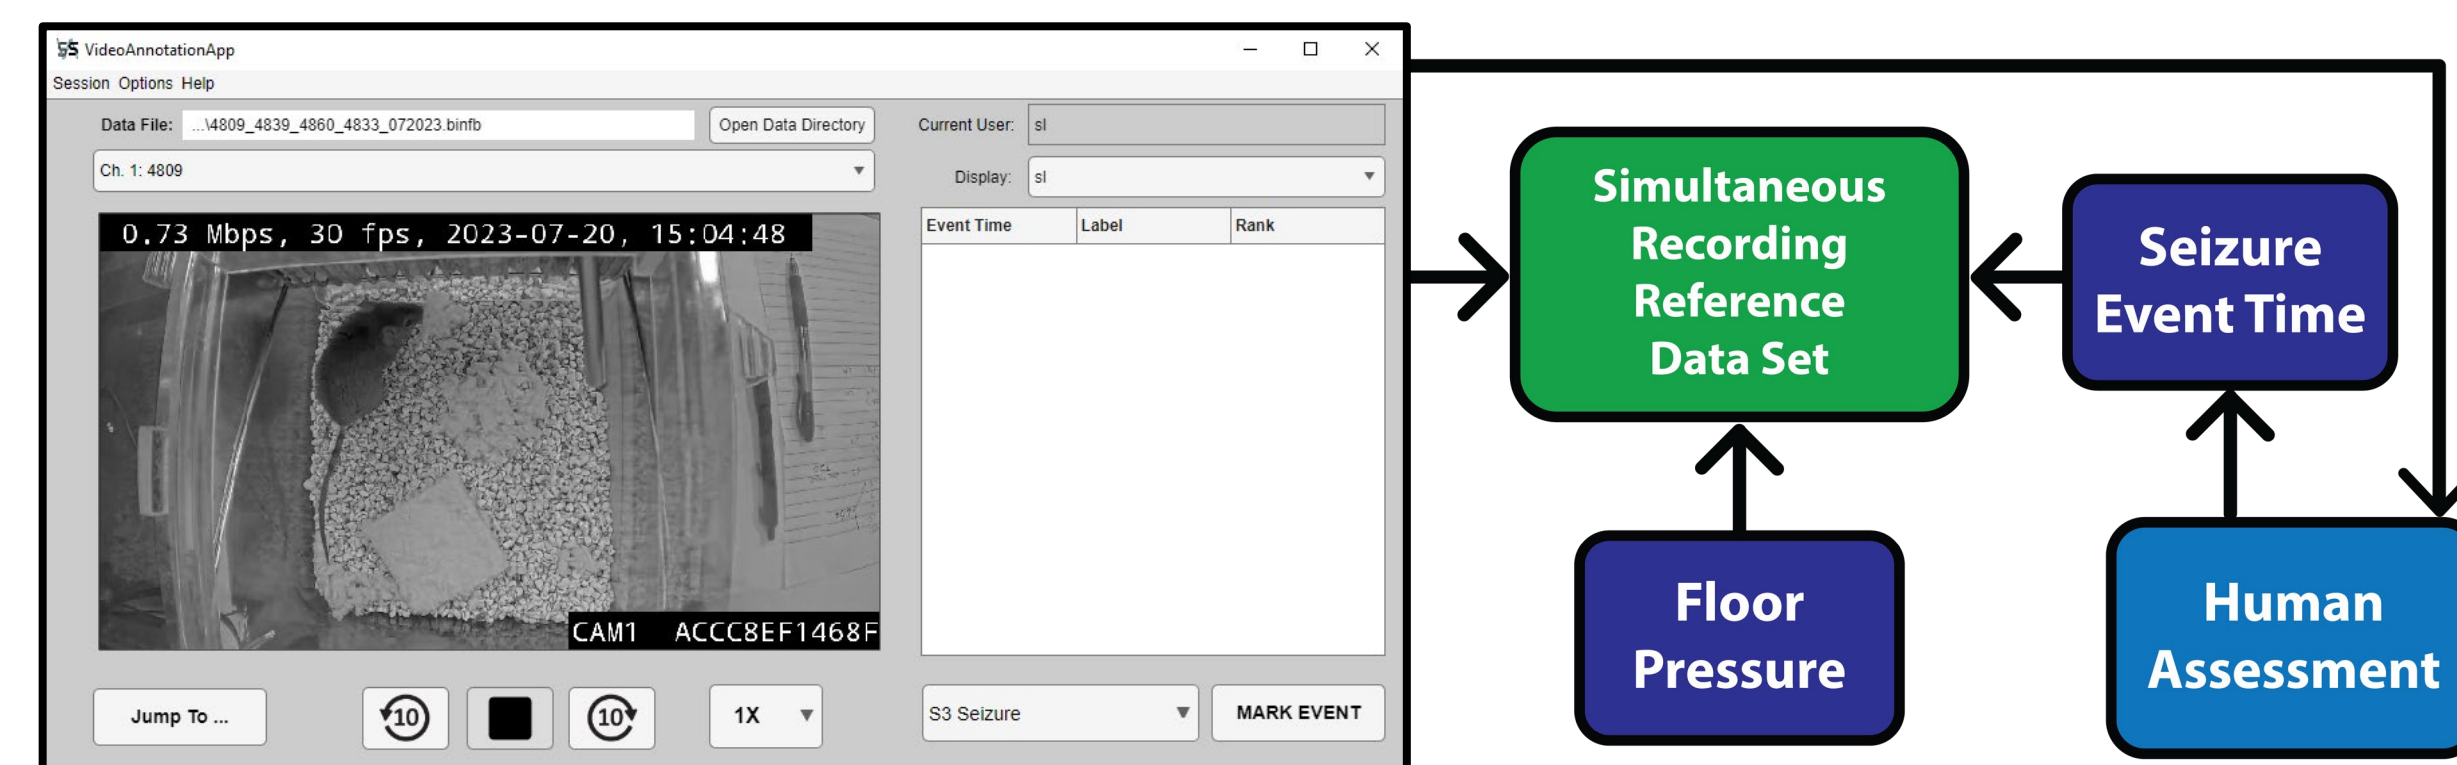 VideoAnnotationApp
Session Options Help
Data File: ...\4809_4839_4860_4833_072023.binfb Open Data Directory
Ch. 1: 4809
Current User: sl
Display: sl
Event Time Label Rank
0.73 Mbps, 30 fps, 2023-07-20, 15:04:48
CAM1 ACCC8EF1468F
Jump To ...
10
10
1X
S3 Seizure
MARK EVENT
Simultaneous
Recording
Reference
Data Set
Seizure
Event Time
Floor
Pressure
Human
Assessment